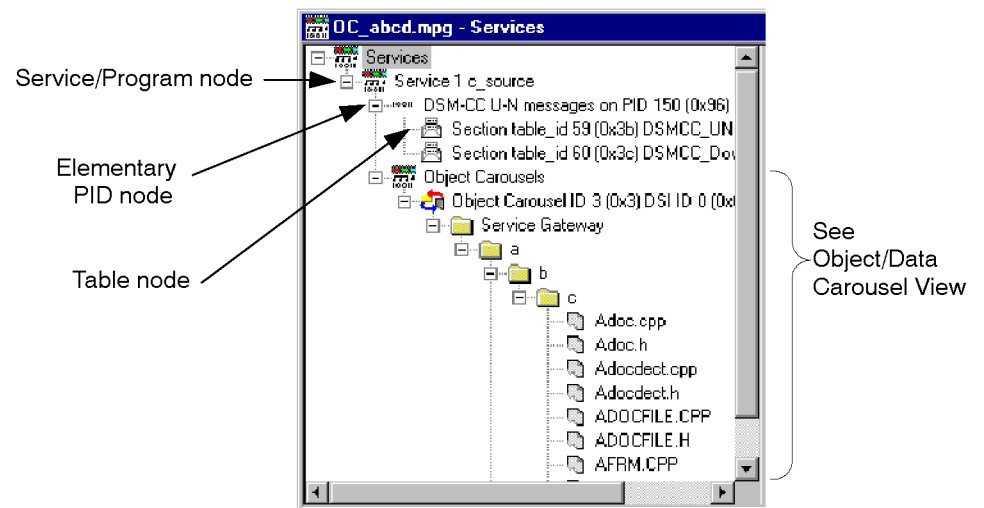 OC_abcd.mpg - Services
Services
Service/Program node
Service 1 c_source
DSM-CC U-N messages on PID 150 (0x96)
Section table_id 59 (0x3b) DSMCC_UN
Section table_id 60 (0x3c) DSMCC_Dov
Elementary
PID node
Object Carousels
Object Carousel ID 3 (0x3) DSI ID 0 (0x
Service Gateway
See
Object/Data
Carousel View
a
Table node
b
c
Adoc.cpp
Adoc.h
Adocdect.cpp
Adocdect.h
ADOCFILE.CPP
ADOCFILE.H
AFRM.CPP